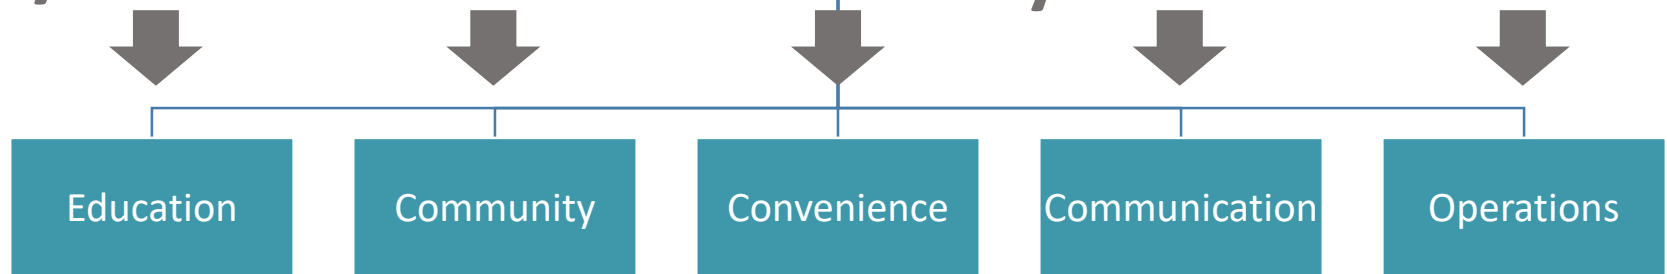 Education
Community
Convenience
Communication
Operations